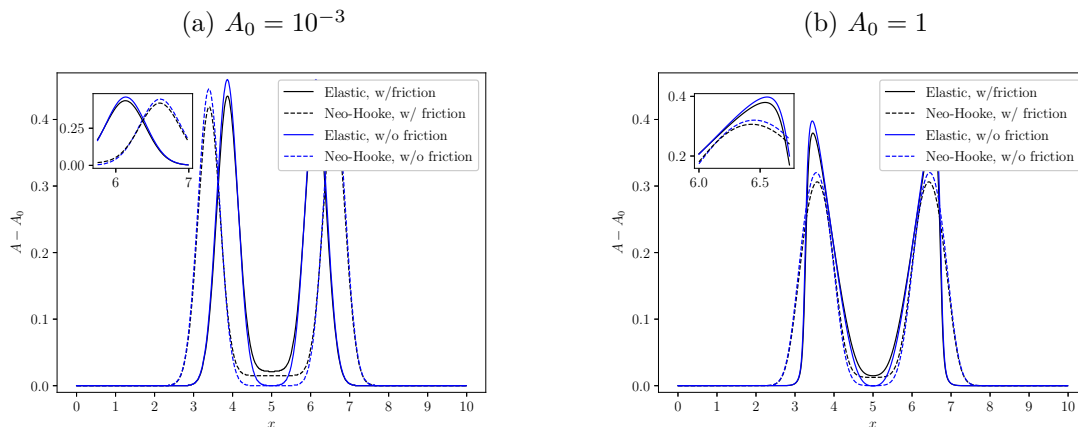 (a) A₀ = 10⁻³
Elastic, w/friction
Neo-Hooke, w/ friction
Elastic, w/o friction
Neo-Hooke, w/o friction
0.25
0.00
6 7
A − A₀
0.4
0.3
0.2
0.1
0.0
0 1 2 3 4 5 6 7 8 9 10
x
(b) A₀ = 1
Elastic, w/friction
Neo-Hooke, w/ friction
Elastic, w/o friction
Neo-Hooke, w/o friction
0.4
0.2
6.0 6.5
A − A₀
0.4
0.3
0.2
0.1
0.0
0 1 2 3 4 5 6 7 8 9 10
x